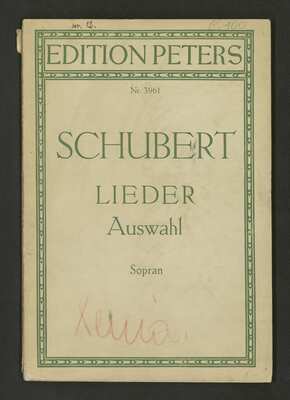 EDITION PETERS
Nr. 3961
SCHUBERT
LIEDER
Auswahl
Sopran